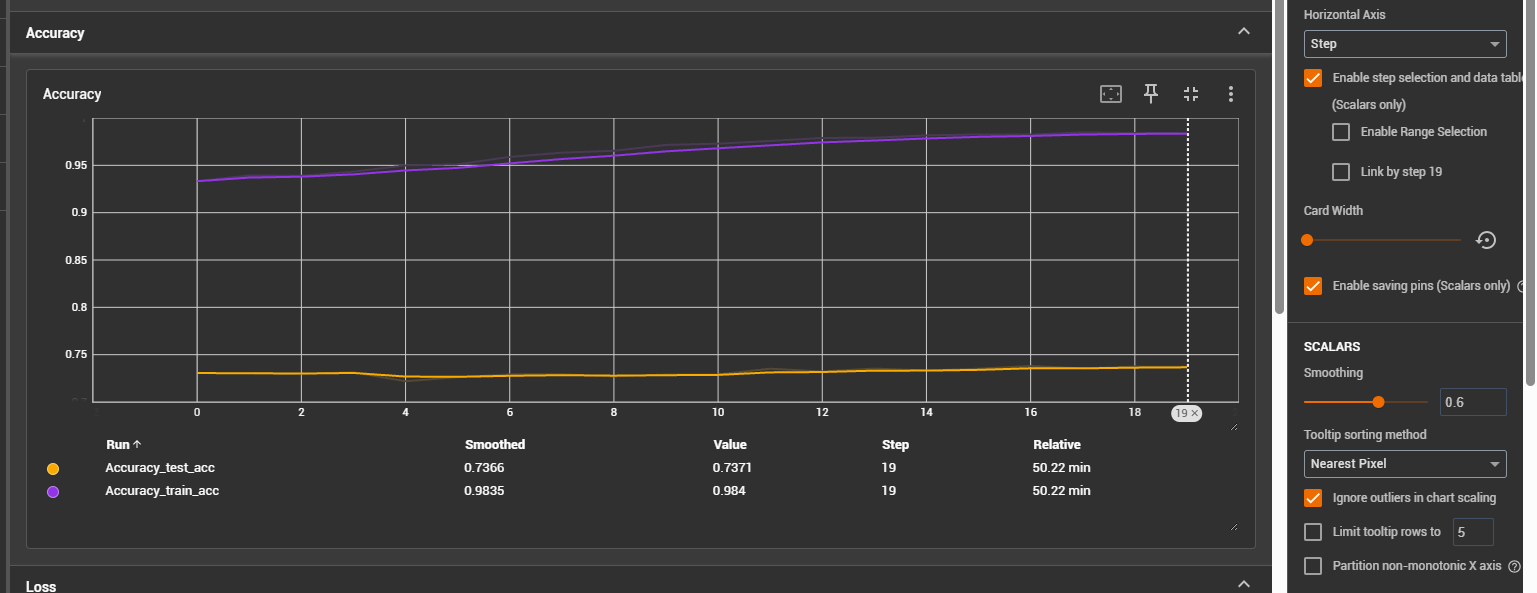 Accuracy
Accuracy
0.95
0.9
0.85
0.8
0.75
0 2 4 6 8 10 12 14 16 18 19 ×
Run ↑ Smoothed Value Step Relative
Accuracy_test_acc 0.7366 0.7371 19 50.22 min
Accuracy_train_acc 0.9835 0.984 19 50.22 min
Loss
Horizontal Axis
Step
Enable step selection and data table
(Scalars only)
Enable Range Selection
Link by step 19
Card Width
Enable saving pins (Scalars only)
SCALARS
Smoothing
0.6
Tooltip sorting method
Nearest Pixel
Ignore outliers in chart scaling
Limit tooltip rows to 5
Partition non-monotonic X axis